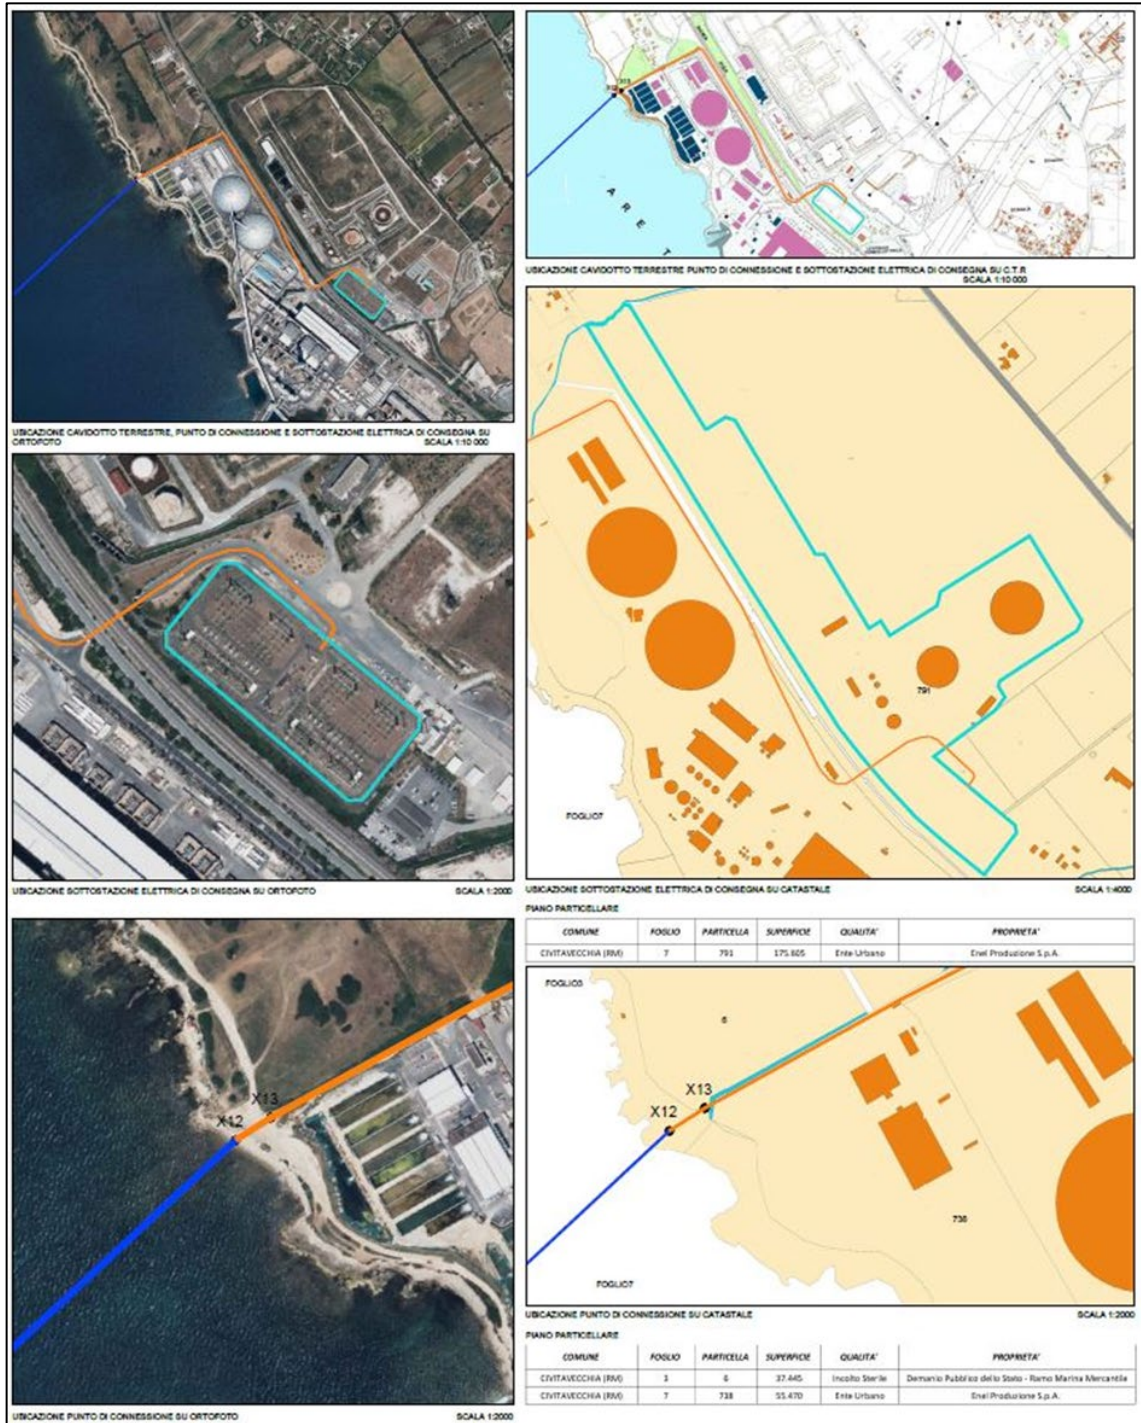 A R E T
UBICAZIONE CAVIDOTTO TERRESTRE PUNTO DI CONNESSIONE E SOTTOSTAZIONE ELETTRICA DI CONSEGNA SU C.T.R
SCALA 1:10 000
UBICAZIONE CAVIDOTTO TERRESTRE, PUNTO DI CONNESSIONE E SOTTOSTAZIONE ELETTRICA DI CONSEGNA SU
ORTOFOTO SCALA 1:10 000
791
FOGLIO7
UBICAZIONE SOTTOSTAZIONE ELETTRICA DI CONSEGNA SU ORTOFOTO SCALA 1:2000
UBICAZIONE SOTTOSTAZIONE ELETTRICA DI CONSEGNA SU CATASTALE SCALA 1:4000
PIANO PARTICELLARE
COMUNE FOGLIO PARTICELLA SUPERFICIE QUALITA' PROPRIETA'
CIVITAVECCHIA (RM) 7 791 175.605 Ente Urbano Enel Produzione S.p.A.
X13
X12
FOGLIO3
6
X13
X12
738
FOGLIO7
UBICAZIONE PUNTO DI CONNESSIONE SU CATASTALE SCALA 1:2000
PIANO PARTICELLARE
COMUNE FOGLIO PARTICELLA SUPERFICIE QUALITA' PROPRIETA'
CIVITAVECCHIA (RM) 3 6 37.445 Incolto Sterile Demanio Pubblico dello Stato - Ramo Marina Mercantile
CIVITAVECCHIA (RM) 7 738 55.470 Ente Urbano Enel Produzione S.p.A.
UBICAZIONE PUNTO DI CONNESSIONE SU ORTOFOTO SCALA 1:2000